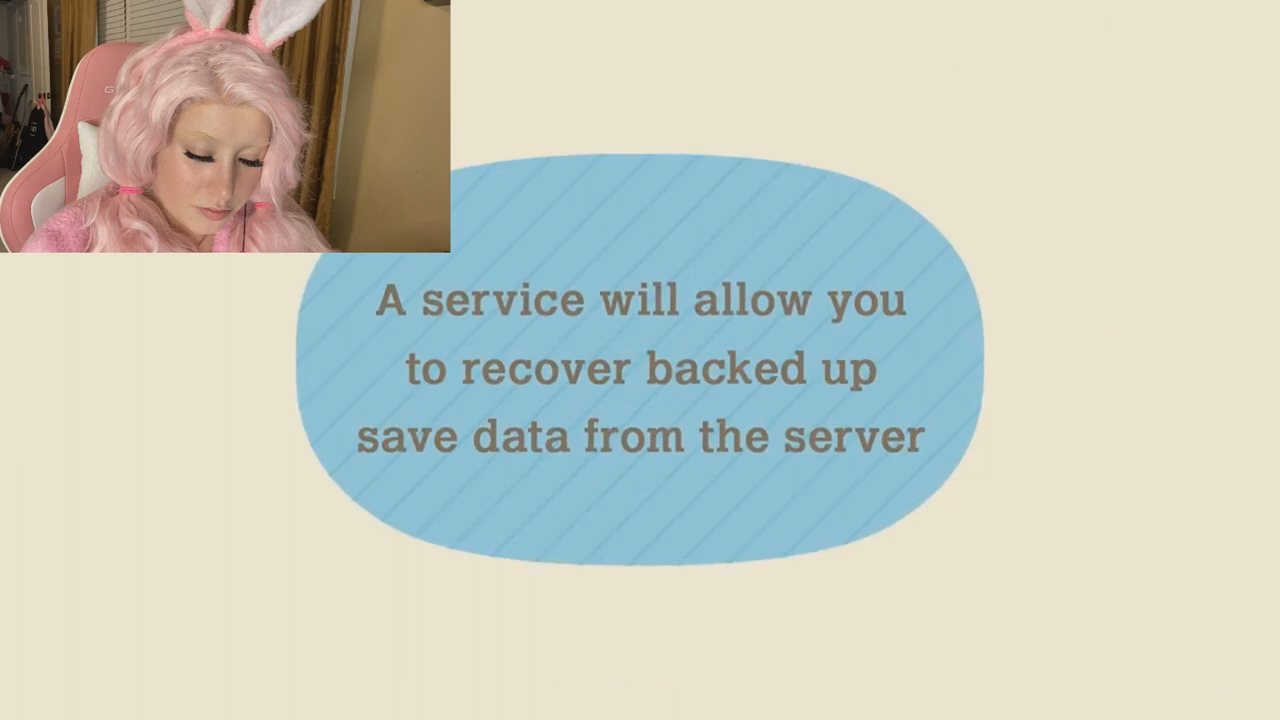 A service will allow you
to recover backed up
save data from the server